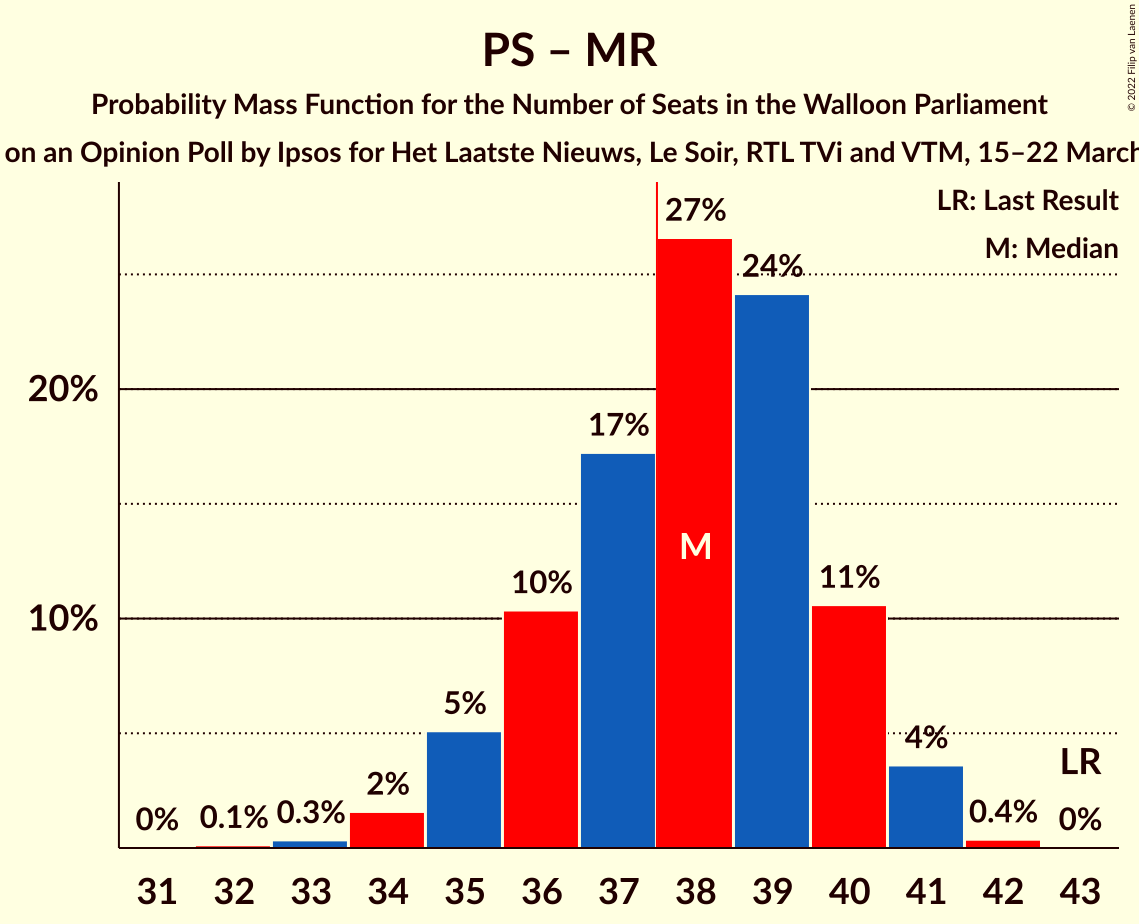 PS – MR
Probability Mass Function for the Number of Seats in the Walloon Parliament
on an Opinion Poll by Ipsos for Het Laatste Nieuws, Le Soir, RTL TVi and VTM, 15–22 March
© 2022 Filip van Laenen
LR: Last Result
M: Median
27%
24%
20%
17%
M
10%
11%
10%
5%
4%
LR
2%
0%
0.1%
0.3%
0.4%
0%
31 32 33 34 35 36 37 38 39 40 41 42 43